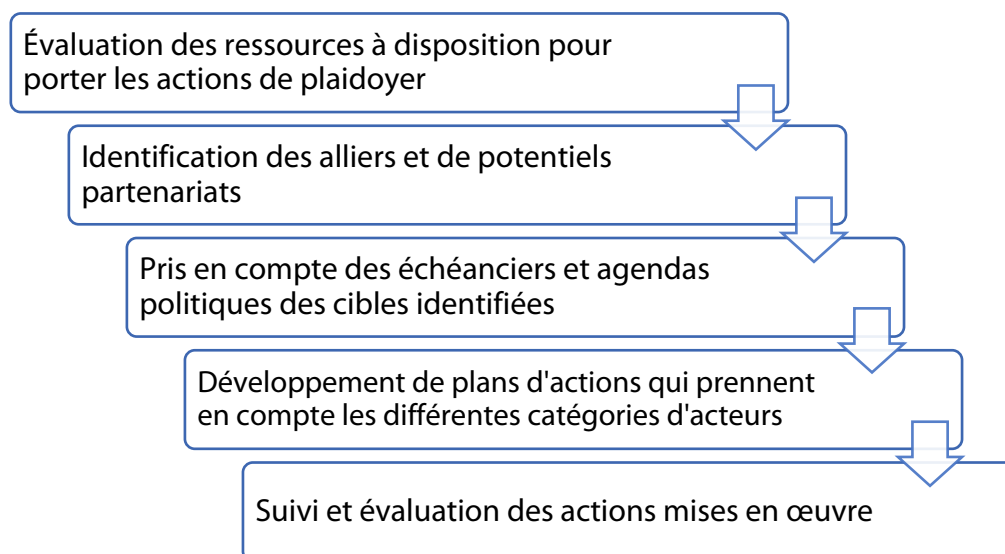 Évaluation des ressources à disposition pour
porter les actions de plaidoyer
Identification des alliers et de potentiels
partenariats
Pris en compte des échéanciers et agendas
politiques des cibles identifiées
Développement de plans d'actions qui prennent
en compte les différentes catégories d'acteurs
Suivi et évaluation des actions mises en œuvre